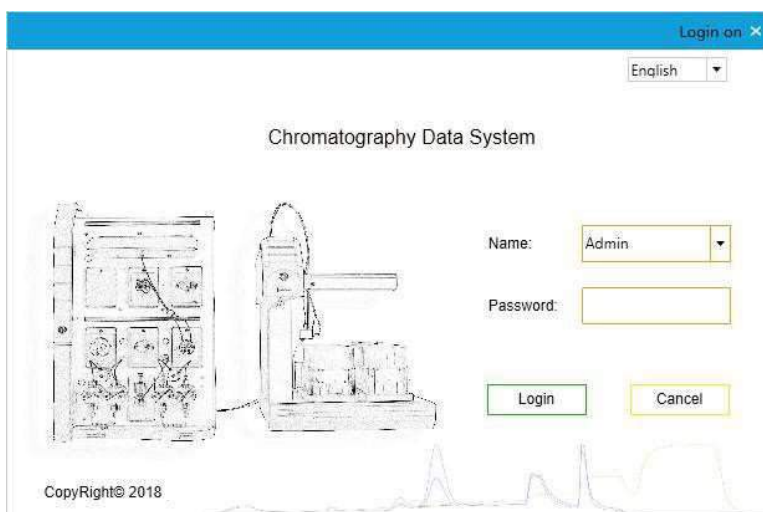 Login on ×
English
Chromatography Data System
Name: Admin
Password:
Login Cancel
CopyRight© 2018